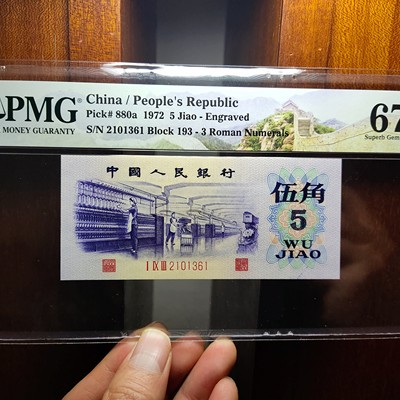 PMG
MONEY GUARANTY
China / People's Republic
Pick# 880a 1972 5 Jiao - Engraved
S/N 2101361 Block 193 - 3 Roman Numerals
67
Superb Gem
中國人民銀行
伍角
5
WU
JIAO
I IX III 2101361